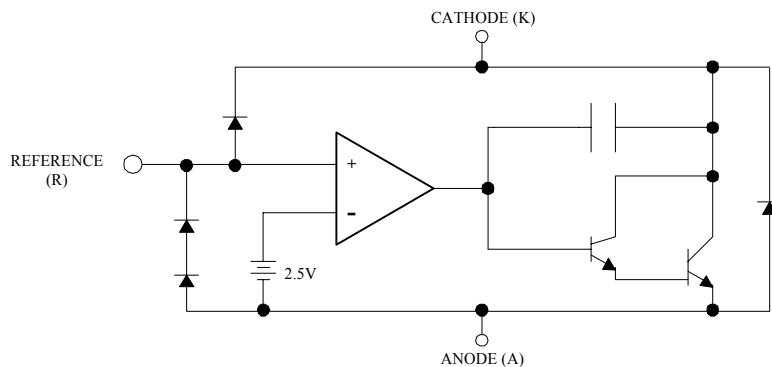 CATHODE (K)
REFERENCE
(R)
+
-
2.5V
ANODE (A)